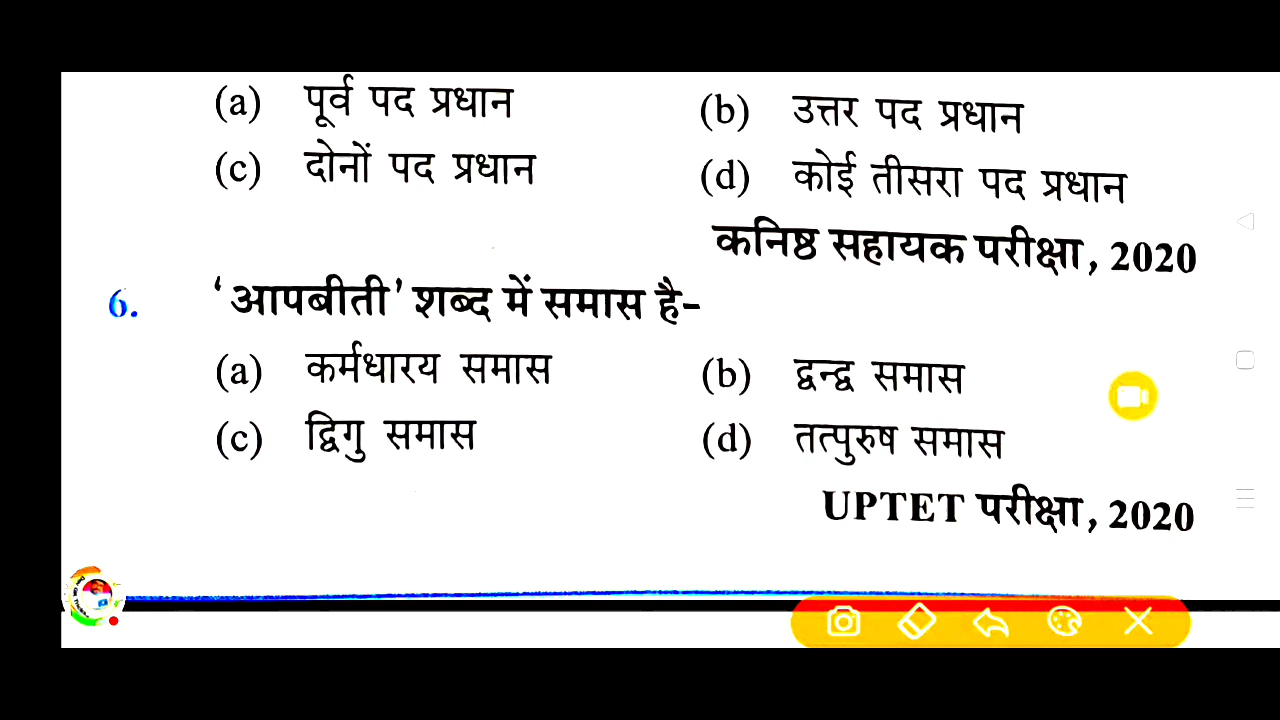 (a) पूर्व पद प्रधान (b) उत्तर पद प्रधान
(c) दोनों पद प्रधान (d) कोई तीसरा पद प्रधान
कनिष्ठ सहायक परीक्षा, 2020
6. 'आपबीती' शब्द में समास है-
(a) कर्मधारय समास (b) द्वन्द्व समास
(c) द्विगु समास (d) तत्पुरुष समास
UPTET परीक्षा, 2020